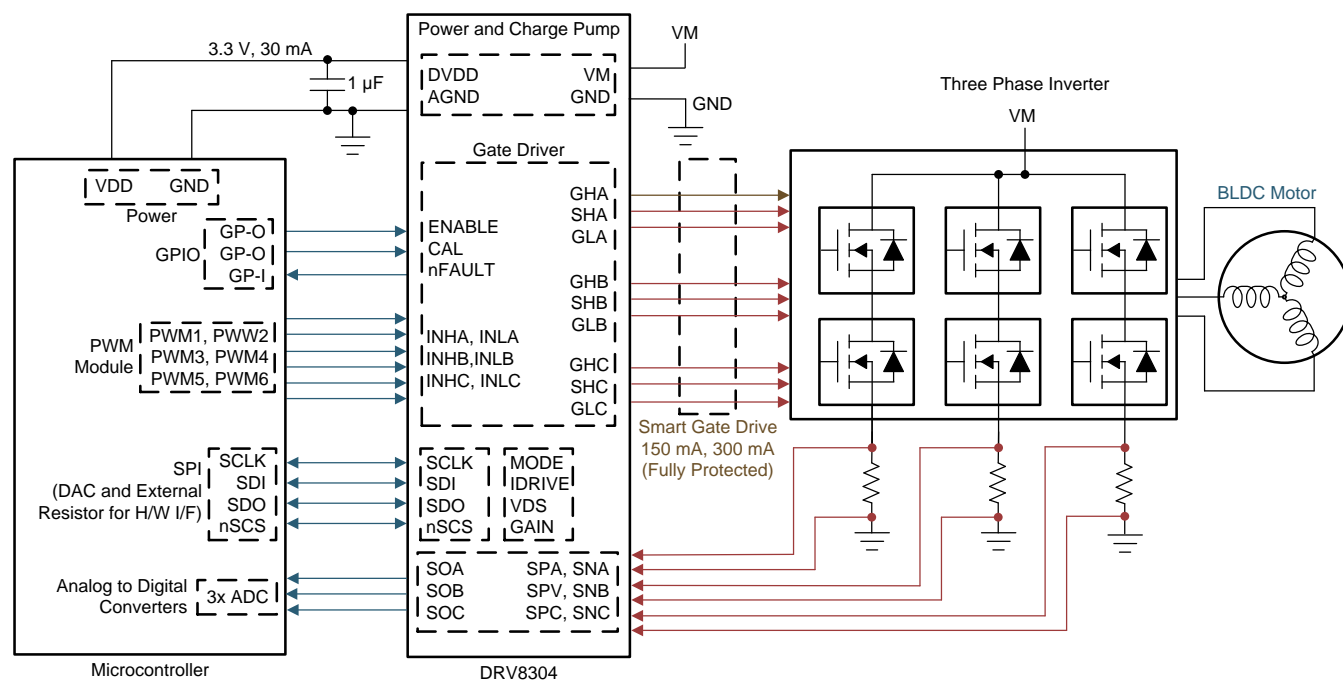 Power and Charge Pump
3.3 V, 30 mA
1 µF
DVDD
AGND
VM
GND
VM
GND
Three Phase Inverter
VM
BLDC Motor
VDD GND
Power
GPIO
GP-O
GP-O
GP-I
Gate Driver
ENABLE
CAL
nFAULT
GHA
SHA
GLA
GHB
SHB
GLB
GHC
SHC
GLC
PWM
Module
PWM1, PWW2
PWM3, PWM4
PWM5, PWM6
INHA, INLA
INHB,INLB
INHC, INLC
Smart Gate Drive
150 mA, 300 mA
(Fully Protected)
SPI
(DAC and External
Resistor for H/W I/F)
SCLK
SDI
SDO
nSCS
SCLK
SDI
SDO
nSCS
MODE
IDRIVE
VDS
GAIN
Analog to Digital
Converters
3x ADC
SOA
SOB
SOC
SPA, SNA
SPV, SNB
SPC, SNC
Microcontroller
DRV8304